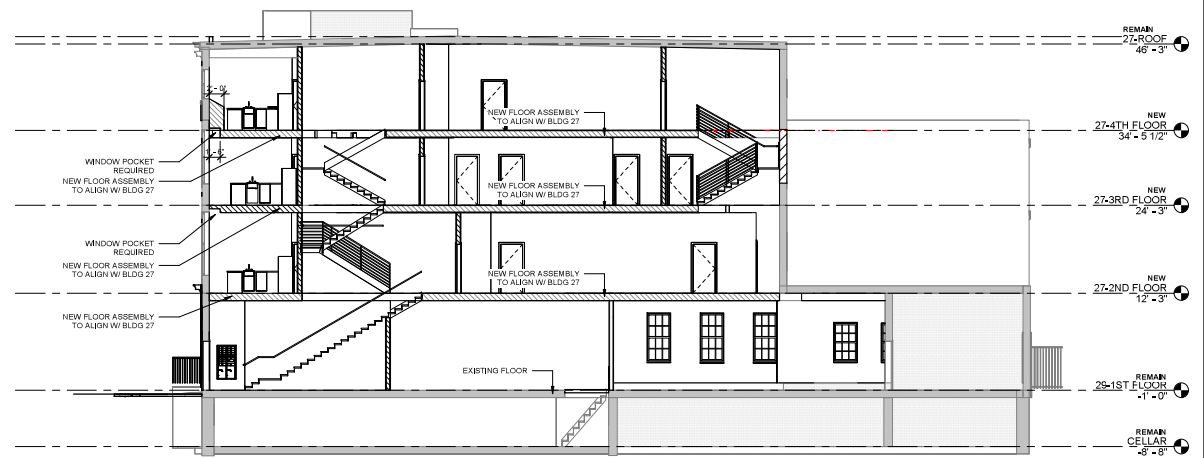 REMAIN
27-ROOF
46' - 3"
NEW FLOOR ASSEMBLY
TO ALIGN W/ BLDG 27
NEW
27-4TH FLOOR
34' - 5 1/2"
WINDOW POCKET
REQUIRED
NEW FLOOR ASSEMBLY
TO ALIGN W/ BLDG 27
NEW FLOOR ASSEMBLY
TO ALIGN W/ BLDG 27
NEW
27-3RD FLOOR
24' - 3"
WINDOW POCKET
REQUIRED
NEW FLOOR ASSEMBLY
TO ALIGN W/ BLDG 27
NEW FLOOR ASSEMBLY
TO ALIGN W/ BLDG 27
NEW
27-2ND FLOOR
12' - 3"
NEW FLOOR ASSEMBLY
TO ALIGN W/ BLDG 27
EXISTING FLOOR
REMAIN
29-1ST FLOOR
-1' - 0"
REMAIN
CELLAR
-8' - 8"